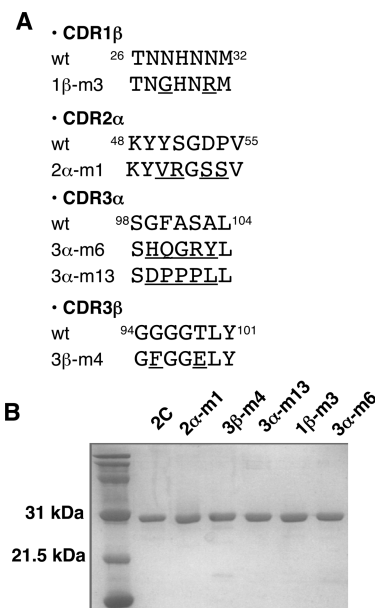 A
• CDR1β
wt 26 TNNHNNM32
1β-m3 TNGHNRM
• CDR2α
wt 48 KYYSGDPV55
2α-m1 KYVRGSSV
• CDR3α
wt 98SGFASAL104
3α-m6 SHQGRYL
3α-m13 SDPPPLL
• CDR3β
wt 94GGGGTLY101
3β-m4 GFGGELY
B
2C 2α-m1 3β-m4 3α-m13 1β-m3 3α-m6
31 kDa
21.5 kDa